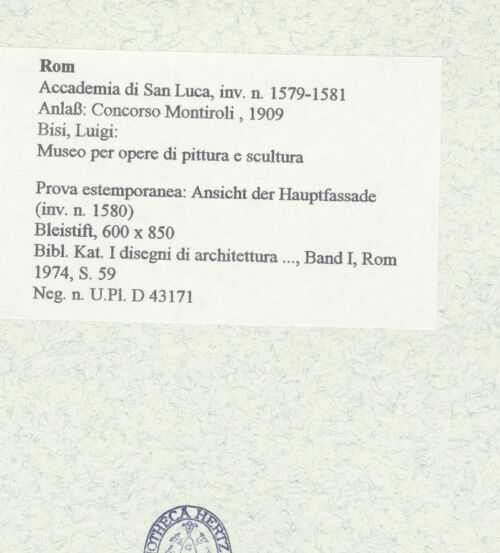 Rom
Accademia di San Luca, inv. n. 1579-1581
Anlaß: Concorso Montiroli , 1909
Bisi, Luigi:
Museo per opere di pittura e scultura
Prova estemporanea: Ansicht der Hauptfassade
(inv. n. 1580)
Bleistift, 600 x 850
Bibl. Kat. I disegni di architettura ..., Band I, Rom
1974, S. 59
Neg. n. U.Pl. D 43171